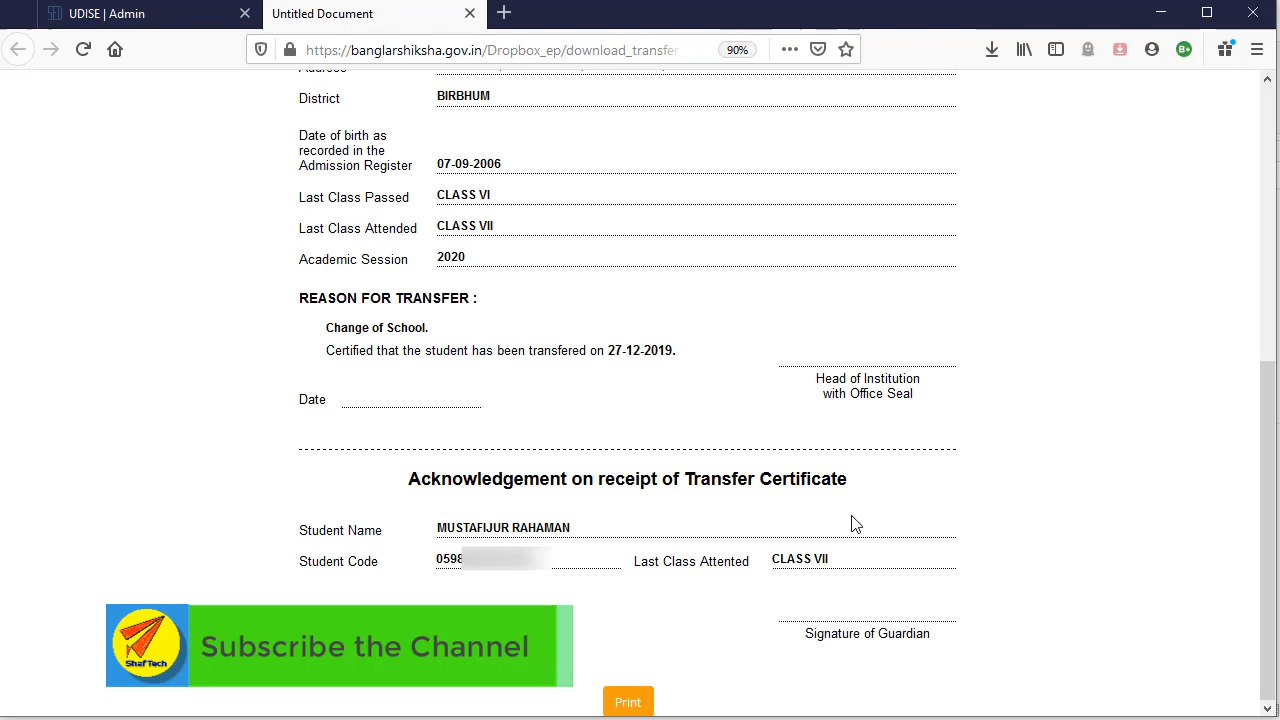 UDISE | Admin
Untitled Document
https://banglarshiksha.gov.in/Dropbox_ep/download_transfer
90%
District BIRBHUM
Date of birth as
recorded in the
Admission Register 07-09-2006
Last Class Passed CLASS VI
Last Class Attended CLASS VII
Academic Session 2020
REASON FOR TRANSFER :
Change of School.
Certified that the student has been transfered on 27-12-2019.
Head of Institution
with Office Seal
Date
Acknowledgement on receipt of Transfer Certificate
Student Name MUSTAFIJUR RAHAMAN
Student Code 0598 Last Class Attented CLASS VII
Shaf Tech
Subscribe the Channel
Signature of Guardian
Print